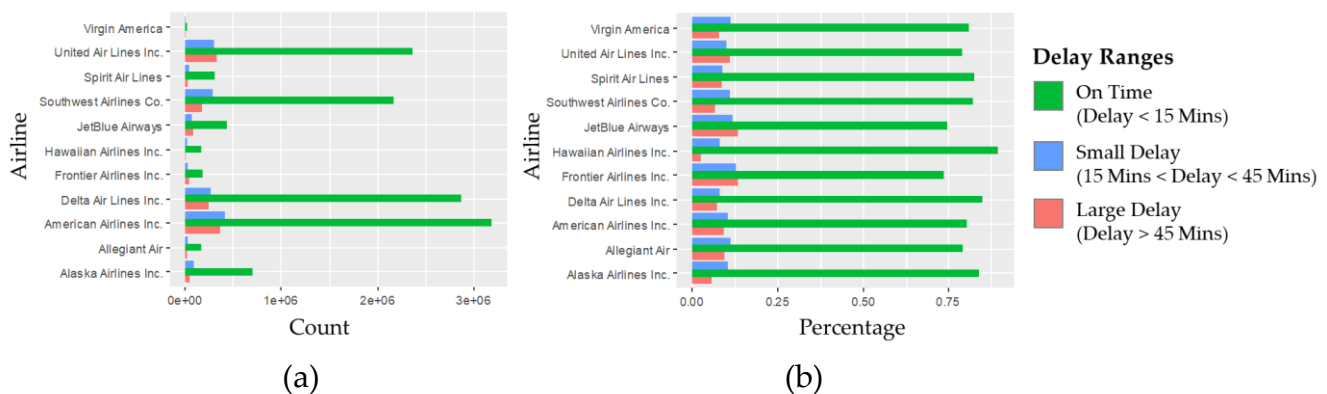 Airline
Virgin America
United Air Lines Inc.
Spirit Air Lines
Southwest Airlines Co.
JetBlue Airways
Hawaiian Airlines Inc.
Frontier Airlines Inc.
Delta Air Lines Inc.
American Airlines Inc.
Allegiant Air
Alaska Airlines Inc.
0e+00 1e+06 2e+06 3e+06
Count
(a)
Airline
Virgin America
United Air Lines Inc.
Spirit Air Lines
Southwest Airlines Co.
JetBlue Airways
Hawaiian Airlines Inc.
Frontier Airlines Inc.
Delta Air Lines Inc.
American Airlines Inc.
Allegiant Air
Alaska Airlines Inc.
0.00 0.25 0.50 0.75
Percentage
(b)
Delay Ranges
On Time
(Delay < 15 Mins)
Small Delay
(15 Mins < Delay < 45 Mins)
Large Delay
(Delay > 45 Mins)